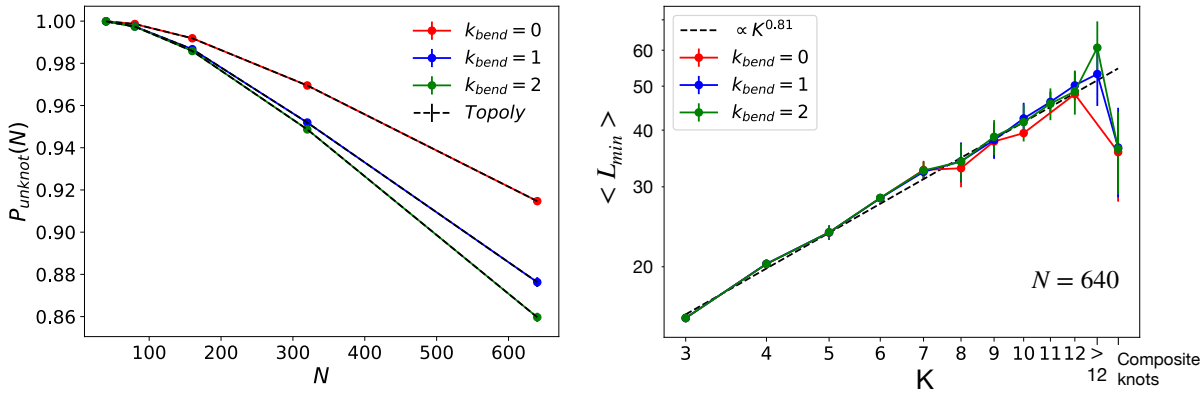 1.00
0.98
0.96
0.94
0.92
0.90
0.88
0.86
P_unknot(N)
k_bend = 0
k_bend = 1
k_bend = 2
Topoly
100 200 300 400 500 600
N
60
50
40
30
20
< L_min >
∝ K^0.81
k_bend = 0
k_bend = 1
k_bend = 2
N = 640
3 4 5 6 7 8 9 10 11 12 > 12
Composite
knots
K